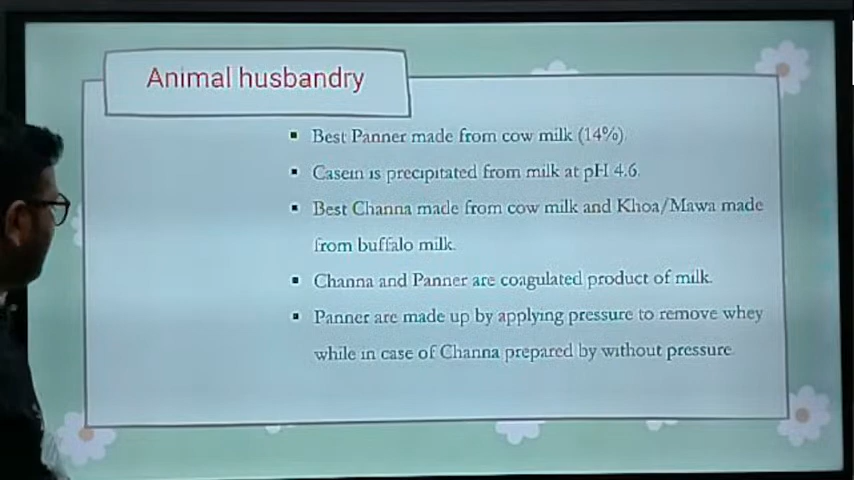 Animal husbandry
▪ Best Panner made from cow milk (14%).
▪ Casein is precipitated from milk at pH 4.6.
▪ Best Channa made from cow milk and Khoa/Mawa made
from buffalo milk.
▪ Channa and Panner are coagulated product of milk.
▪ Panner are made up by applying pressure to remove whey
while in case of Channa prepared by without pressure.